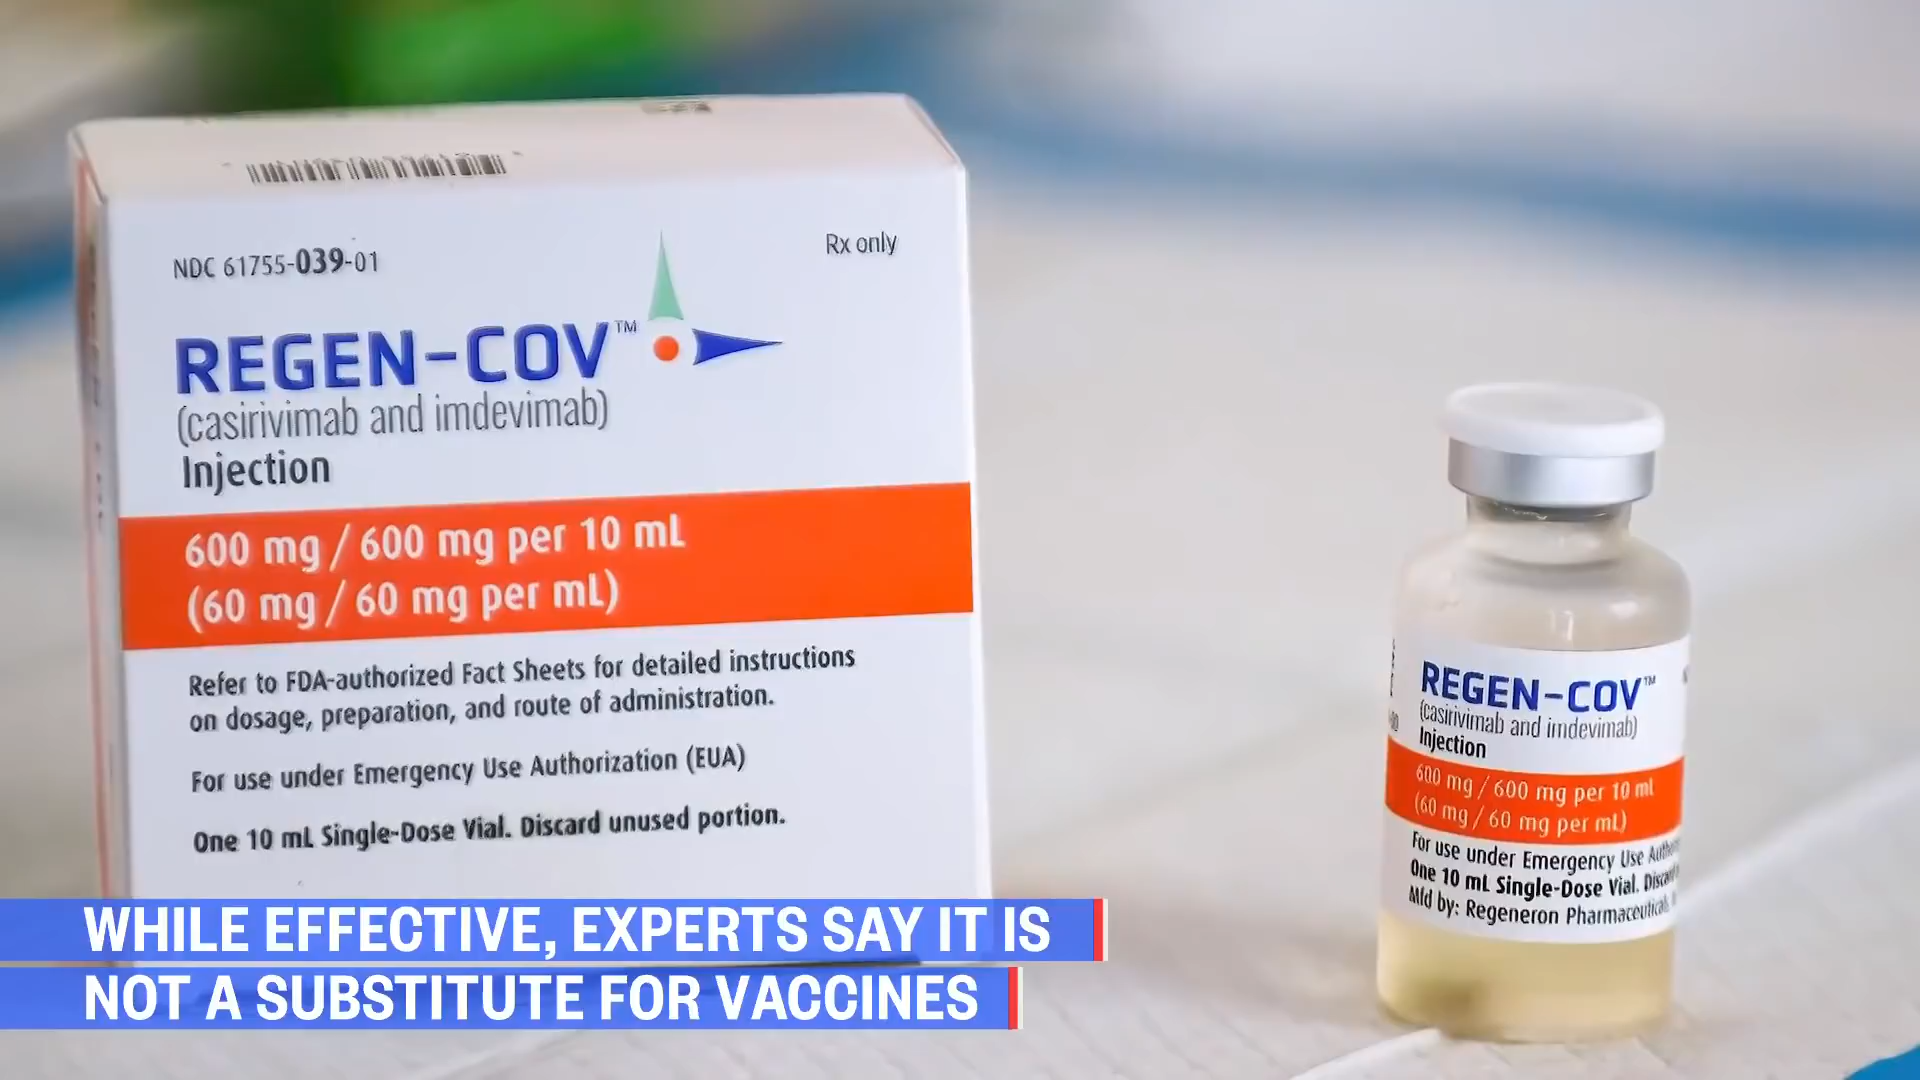 NDC 61755-039-01
Rx only
REGEN-COV™
(casirivimab and imdevimab)
Injection
600 mg / 600 mg per 10 mL
(60 mg / 60 mg per mL)
Refer to FDA-authorized Fact Sheets for detailed instructions
on dosage, preparation, and route of administration.
For use under Emergency Use Authorization (EUA)
One 10 mL Single-Dose Vial. Discard unused portion.
REGEN-COV™
(casirivimab and imdevimab)
Injection
600 mg / 600 mg per 10 mL
(60 mg / 60 mg per mL)
For use under Emergency Use
One 10 mL Single-Dose Vial.
Mfd by: Regeneron
WHILE EFFECTIVE, EXPERTS SAY IT IS
NOT A SUBSTITUTE FOR VACCINES